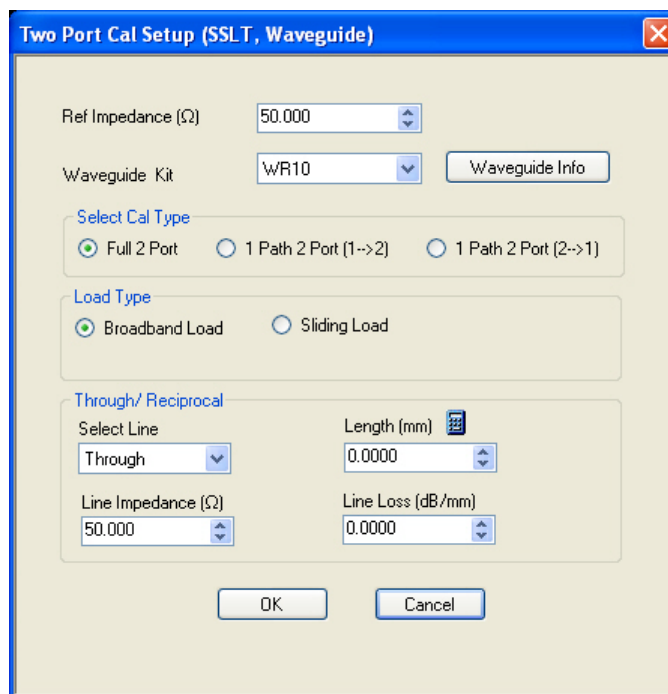 Two Port Cal Setup (SSLT, Waveguide)
Ref Impedance (Ω) 50.000
Waveguide Kit WR10 Waveguide Info
Select Cal Type
Full 2 Port 1 Path 2 Port (1-->2) 1 Path 2 Port (2-->1)
Load Type
Broadband Load Sliding Load
Through/ Reciprocal
Select Line Length (mm)
Through 0.0000
Line Impedance (Ω) Line Loss (dB/mm)
50.000 0.0000
OK Cancel